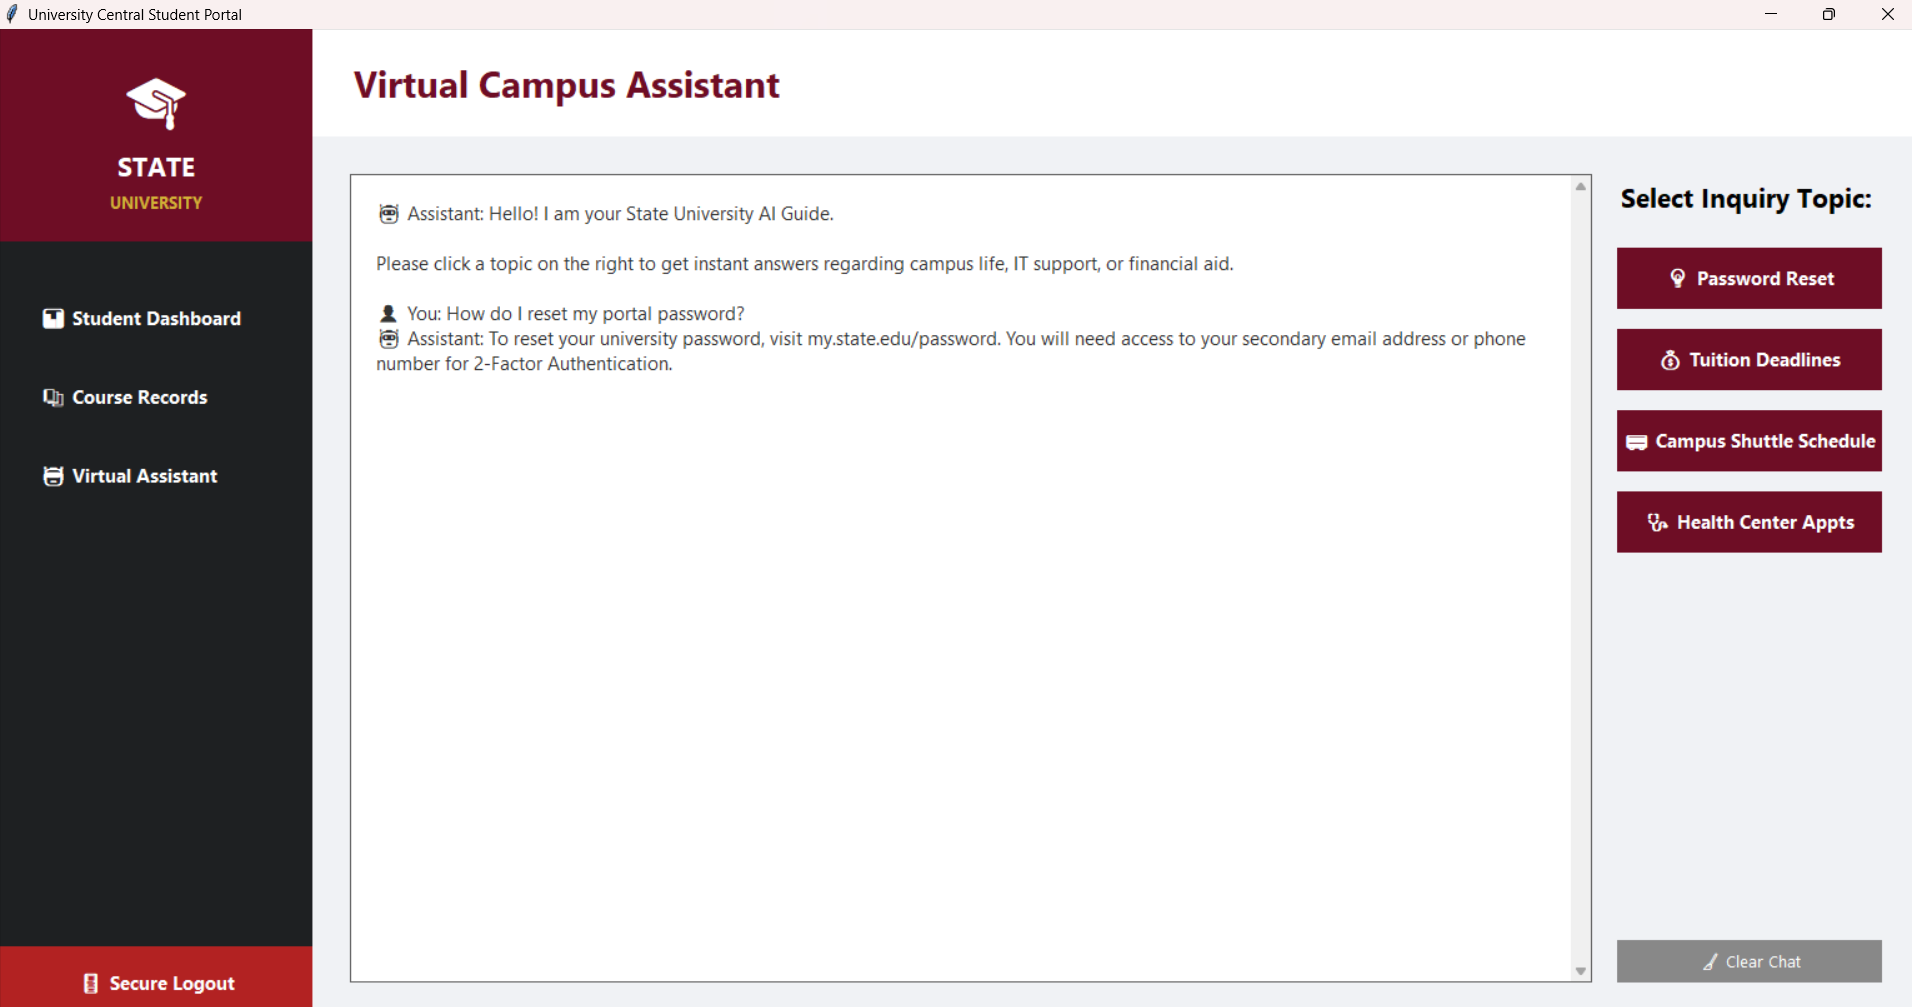 University Central Student Portal
STATE
UNIVERSITY
Student Dashboard
Course Records
Virtual Assistant
Secure Logout
Virtual Campus Assistant
Assistant: Hello! I am your State University AI Guide.
Please click a topic on the right to get instant answers regarding campus life, IT support, or financial aid.
You: How do I reset my portal password?
Assistant: To reset your university password, visit my.state.edu/password. You will need access to your secondary email address or phone
number for 2-Factor Authentication.
Select Inquiry Topic:
Password Reset
Tuition Deadlines
Campus Shuttle Schedule
Health Center Appts
Clear Chat